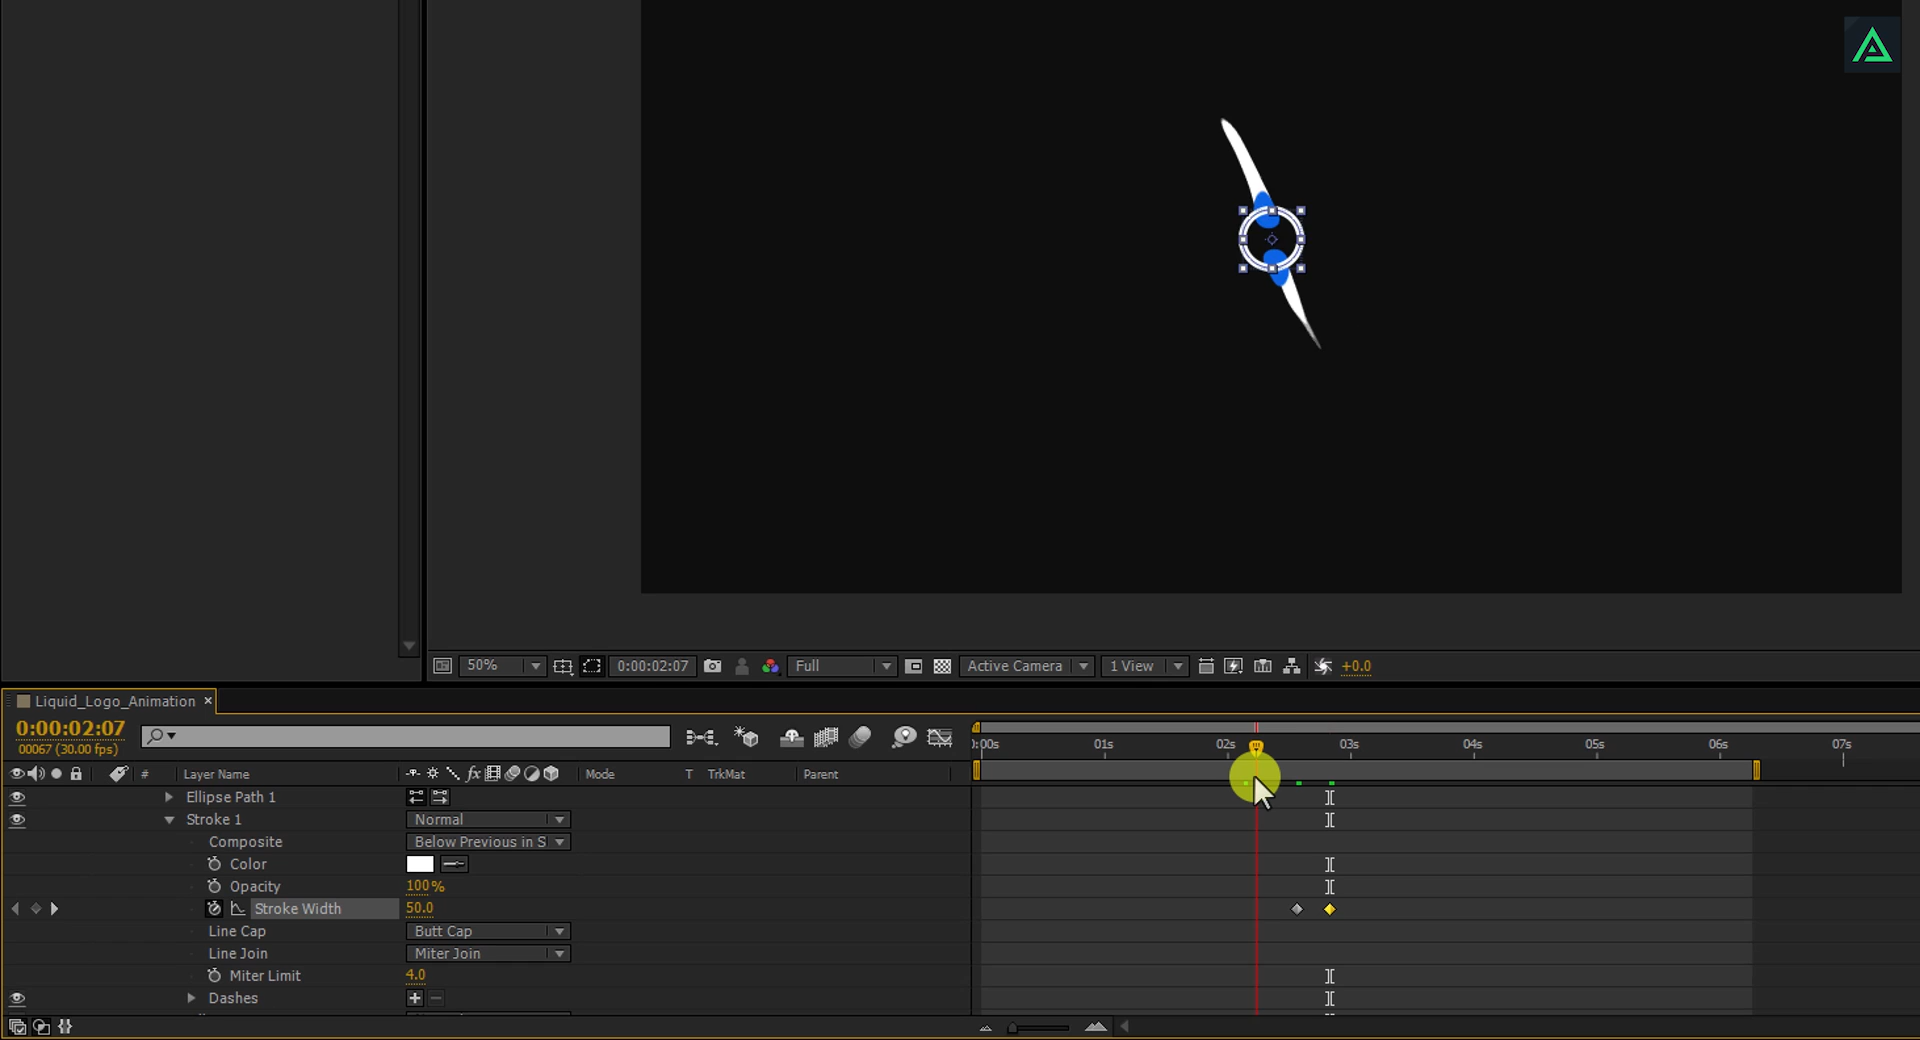 50%
0:00:02:07
Full
Active Camera
1 View
+0.0
Liquid_Logo_Animation ×
0:00:02:07
00067 (30.00 fps)
):00s 01s 02s 03s 04s 05s 06s 07s
# Layer Name fx Mode T TrkMat Parent
Ellipse Path 1
Stroke 1 Normal
Composite Below Previous in S
Color
Opacity 100%
Stroke Width 50.0
Line Cap Butt Cap
Line Join Miter Join
Miter Limit 4.0
Dashes + −